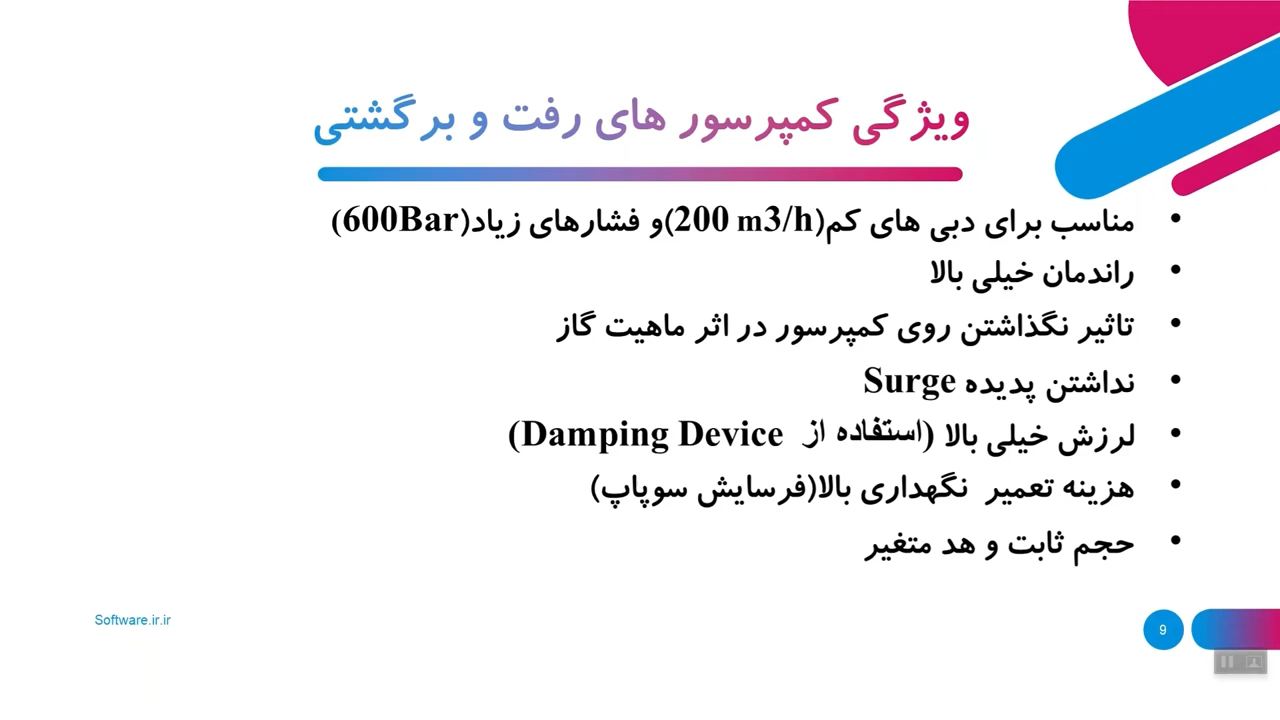 ویژگی کمپرسور های رفت و برگشتی
• مناسب برای دبی های کم(200 m3/h)و فشارهای زیاد(600Bar)
• راندمان خیلی بالا
• تاثیر نگذاشتن روی کمپرسور در اثر ماهیت گاز
• نداشتن پدیده Surge
• لرزش خیلی بالا (استفاده از Damping Device)
• هزینه تعمیر نگهداری بالا(فرسایش سوپاپ)
• حجم ثابت و هد متغیر
Software.ir.ir
9